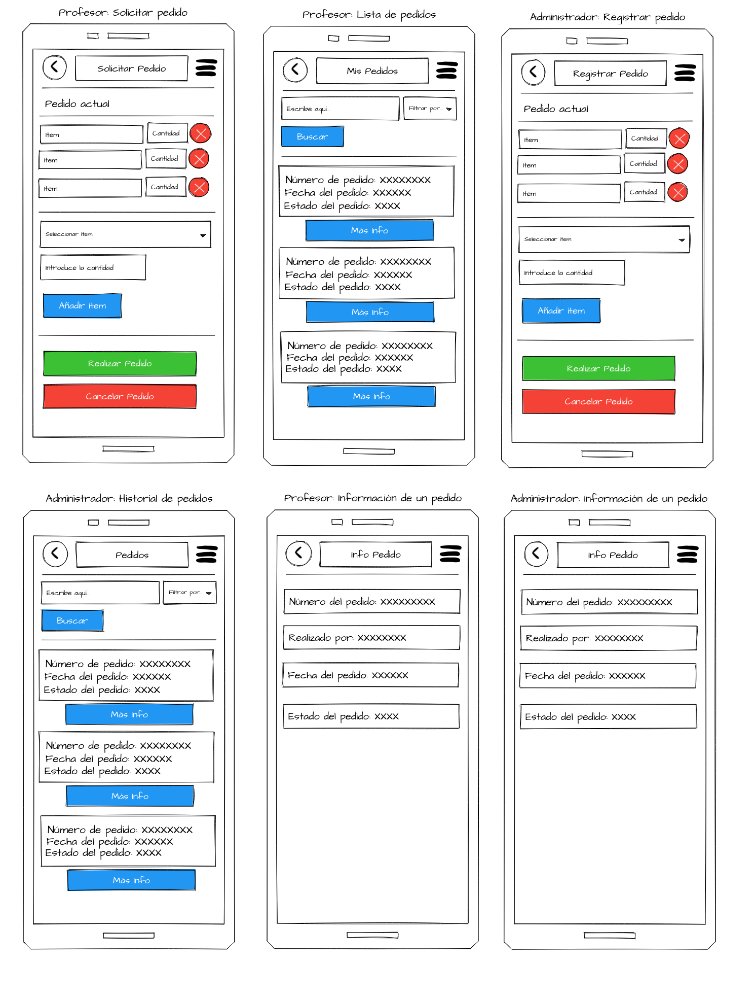 Profesor: Solicitar pedido
Solicitar Pedido
Pedido actual
Item
Cantidad
Item
Cantidad
Item
Cantidad
Seleccionar item
Introduce la cantidad
Añadir item
Realizar Pedido
Cancelar Pedido
Profesor: Lista de pedidos
Mis Pedidos
Escribe aqui...
Filtrar por...
Buscar
Número de pedido: XXXXXXXX
Fecha del pedido: XXXXXX
Estado del pedido: XXXX
Más Info
Número de pedido: XXXXXXXX
Fecha del pedido: XXXXXX
Estado del pedido: XXXX
Más Info
Número de pedido: XXXXXXXX
Fecha del pedido: XXXXXX
Estado del pedido: XXXX
Más Info
Administrador: Registrar pedido
Registrar Pedido
Pedido actual
Item
Cantidad
Item
Cantidad
Item
Cantidad
Seleccionar item
Introduce la cantidad
Añadir item
Realizar Pedido
Cancelar Pedido
Administrador: Historial de pedidos
Pedidos
Escribe aqui...
Filtrar por...
Buscar
Número de pedido: XXXXXXXX
Fecha del pedido: XXXXXX
Estado del pedido: XXXX
Más Info
Número de pedido: XXXXXXXX
Fecha del pedido: XXXXXX
Estado del pedido: XXXX
Más Info
Número de pedido: XXXXXXXX
Fecha del pedido: XXXXXX
Estado del pedido: XXXX
Más Info
Profesor: Información de un pedido
Info Pedido
Número del pedido: XXXXXXXXX
Realizado por: XXXXXXXX
Fecha del pedido: XXXXXX
Estado del pedido: XXXX
Administrador: Información de un pedido
Info Pedido
Número del pedido: XXXXXXXXX
Realizado por: XXXXXXXX
Fecha del pedido: XXXXXX
Estado del pedido: XXXX